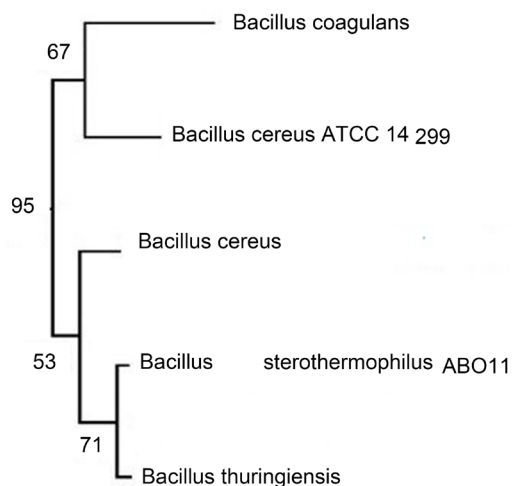 Bacillus coagulans
67
Bacillus cereus ATCC 14 299
95
Bacillus cereus
53
Bacillus sterothermophilus ABO11
71
Bacillus thuringiensis